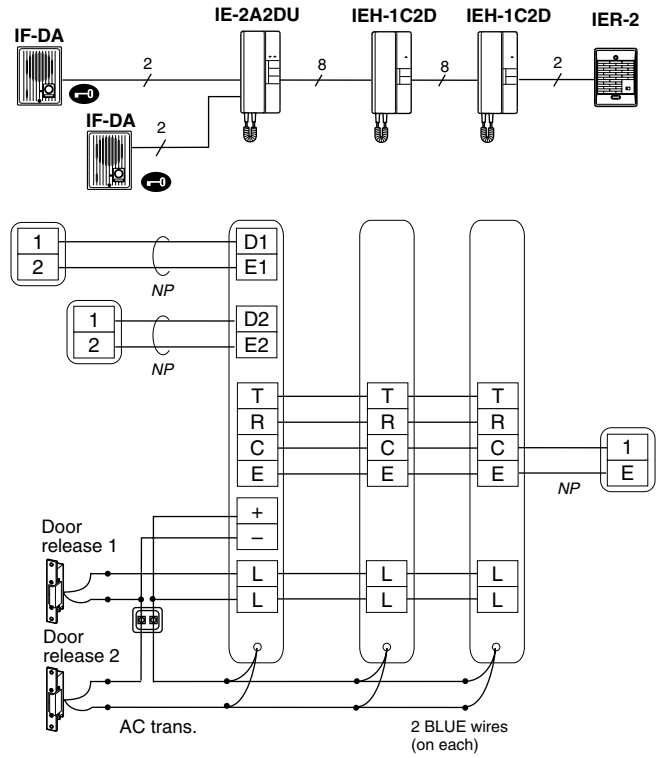 IF-DA
IE-2A2DU
IEH-1C2D
IEH-1C2D
IER-2
2
8
8
2
IF-DA
2
1
2
NP
D1
E1
1
2
NP
D2
E2
T
R
C
E
T
R
C
E
T
R
C
E
1
E
NP
+
–
Door
release 1
L
L
L
L
L
L
Door
release 2
AC trans.
2 BLUE wires
(on each)